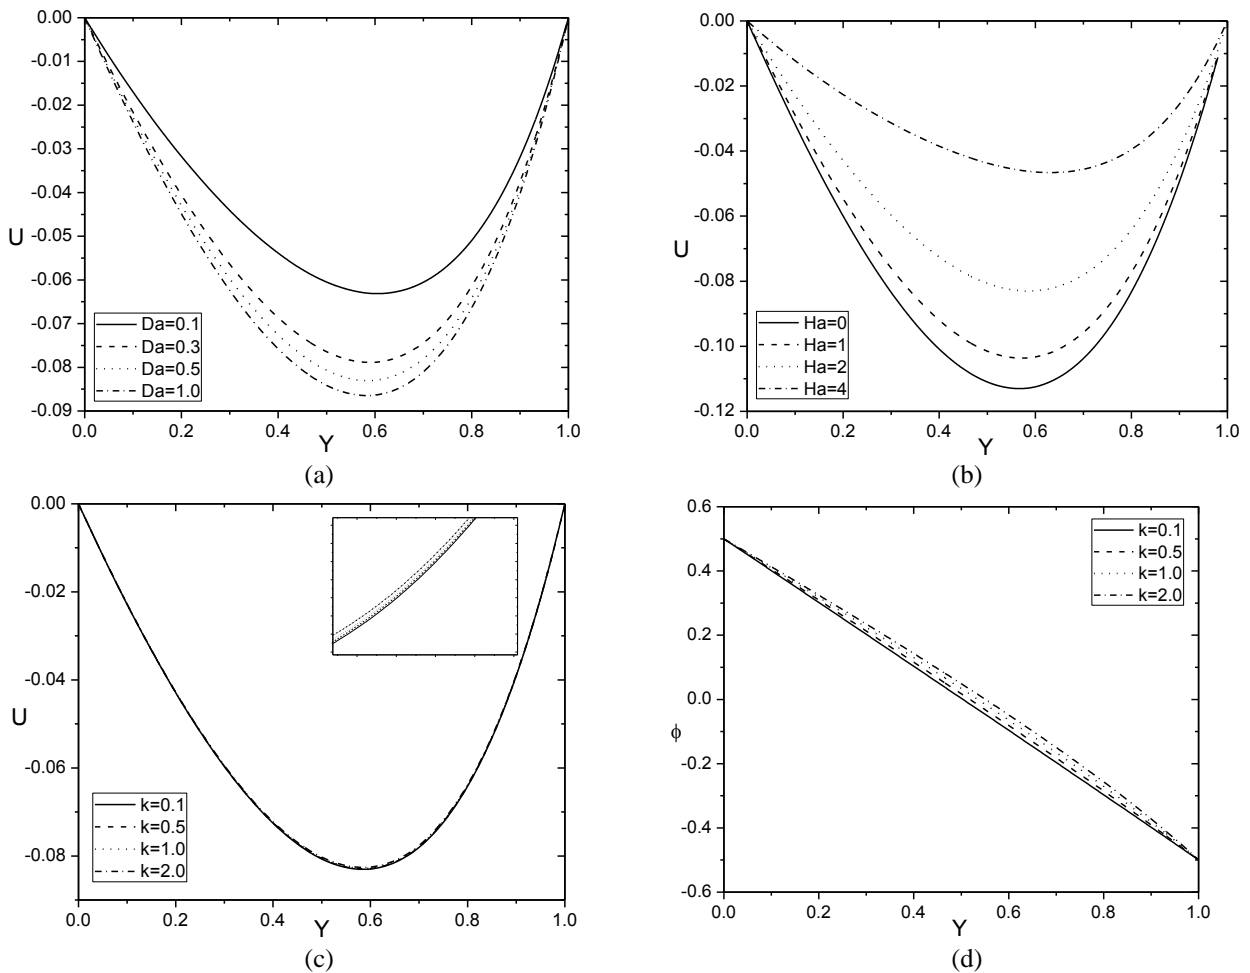 0.00
-0.01
-0.02
-0.03
-0.04
-0.05
-0.06
-0.07
-0.08
-0.09
U
Da=0.1
Da=0.3
Da=0.5
Da=1.0
0.0 0.2 0.4 0.6 0.8 1.0
Y
(a)
0.00
-0.02
-0.04
-0.06
-0.08
-0.10
-0.12
U
Ha=0
Ha=1
Ha=2
Ha=4
0.0 0.2 0.4 0.6 0.8 1.0
Y
(b)
0.00
-0.02
-0.04
-0.06
-0.08
U
k=0.1
k=0.5
k=1.0
k=2.0
0.0 0.2 0.4 0.6 0.8 1.0
Y
(c)
0.6
0.4
0.2
0.0
-0.2
-0.4
-0.6
ϕ
k=0.1
k=0.5
k=1.0
k=2.0
0.0 0.2 0.4 0.6 0.8 1.0
Y
(d)